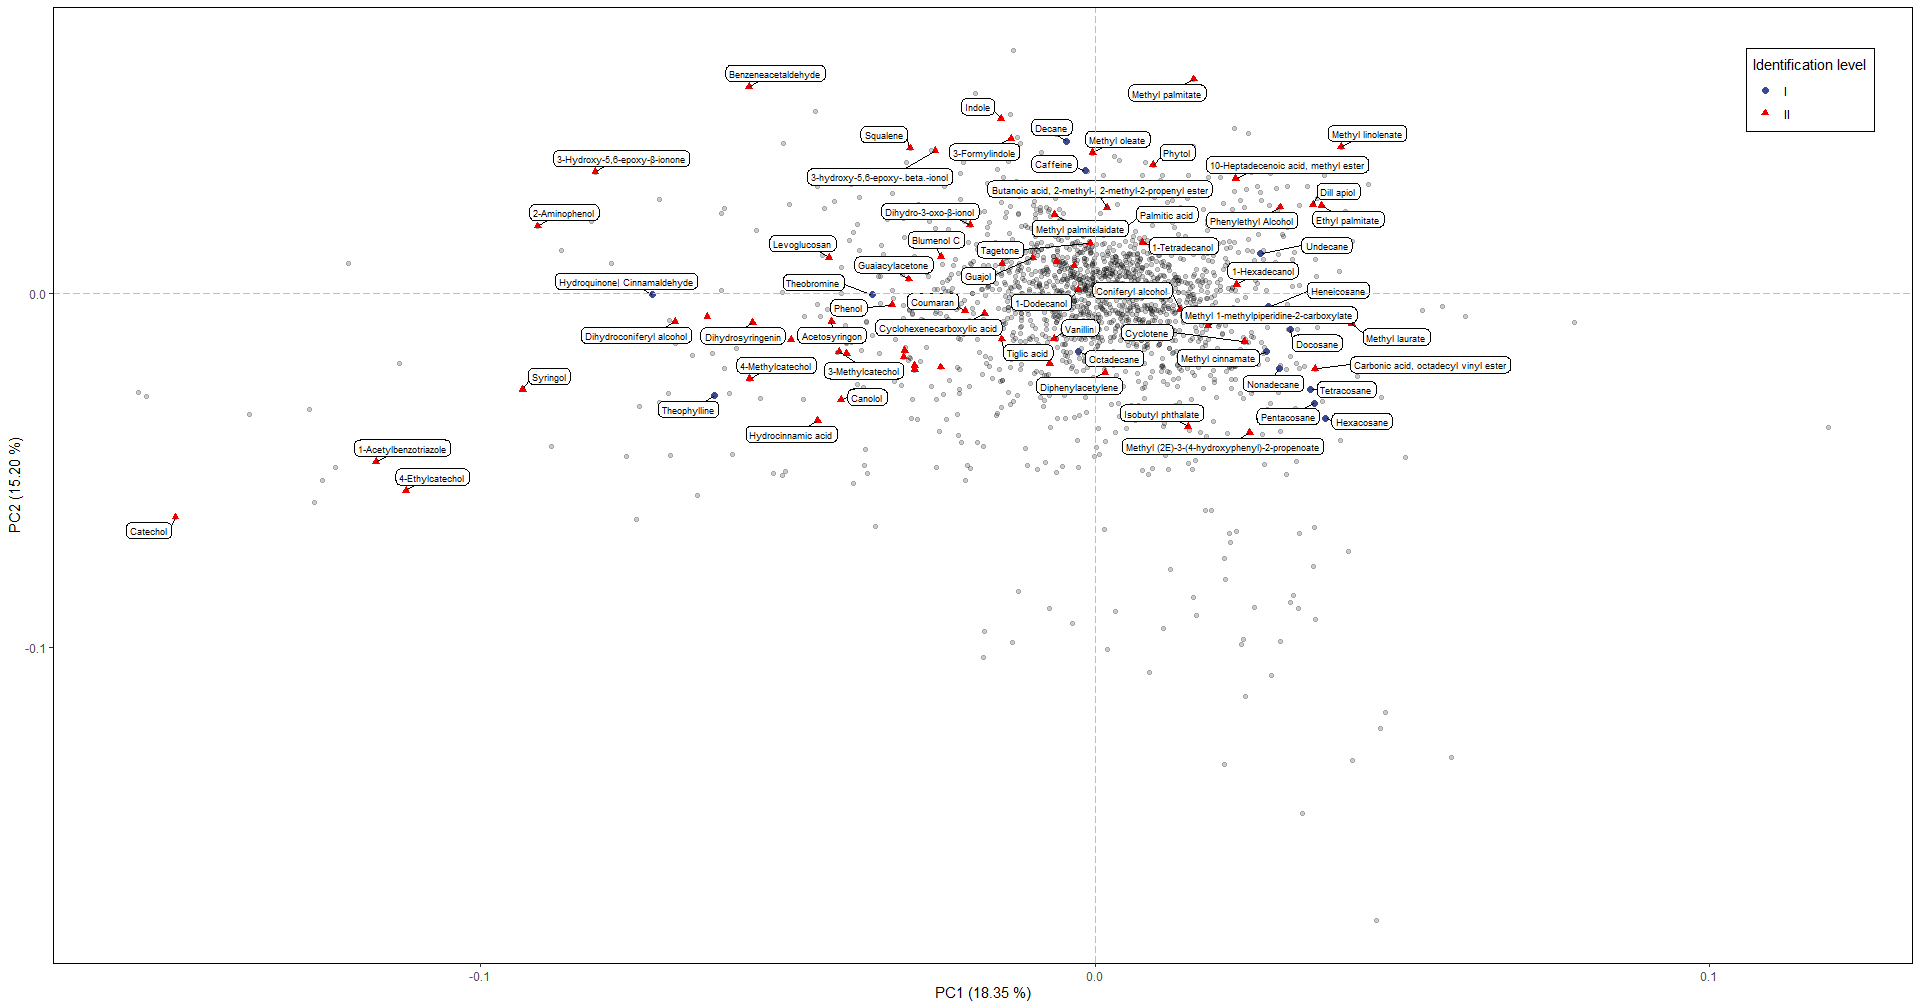 Identification level
I
II
Benzeneacetaldehyde
Methyl palmitate
Indole
Decane
Squalene
Methyl oleate
Methyl linolenate
3-Formylindole
Phytol
3-Hydroxy-5,6-epoxy-β-ionone
Caffeine
10-Heptadecenoic acid, methyl ester
3-hydroxy-5,6-epoxy-.beta.-ionol
Butanoic acid, 2-methyl-, 2-methyl-2-propenyl ester
Dill apiol
2-Aminophenol
Dihydro-3-oxo-β-ionol
Palmitic acid
Phenylethyl Alcohol
Ethyl palmitate
Methyl palmitelaidate
Levoglucosan
Blumenol C
Tagetone
1-Tetradecanol
Undecane
Guaiacylacetone
Guajol
1-Hexadecanol
Hydroquinone| Cinnamaldehyde
Theobromine
Coniferyl alcohol
Heneicosane
0.0
Phenol
Coumaran
1-Dodecanol
Methyl 1-methylpiperidine-2-carboxylate
Dihydroconiferyl alcohol
Dihydrosyringenin
Acetosyringon
Cyclohexenecarboxylic acid
Vanillin
Cyclotene
Docosane
Methyl laurate
Tiglic acid
Octadecane
Methyl cinnamate
4-Methylcatechol
3-Methylcatechol
Carbonic acid, octadecyl vinyl ester
Syringol
Diphenylacetylene
Nonadecane
Tetracosane
Canolol
Theophylline
Isobutyl phthalate
Pentacosane
Hexacosane
Hydrocinnamic acid
Methyl (2E)-3-(4-hydroxyphenyl)-2-propenoate
1-Acetylbenzotriazole
4-Ethylcatechol
Catechol
PC2 (15.20 %)
-0.1
-0.1
0.0
0.1
PC1 (18.35 %)